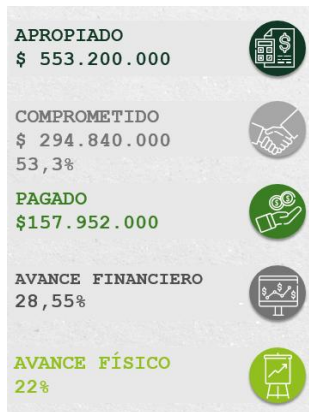 APROPIADO
$ 553.200.000
COMPROMETIDO
$ 294.840.000
53,3%
PAGADO
$157.952.000
AVANCE FINANCIERO
28,55%
AVANCE FÍSICO
22%